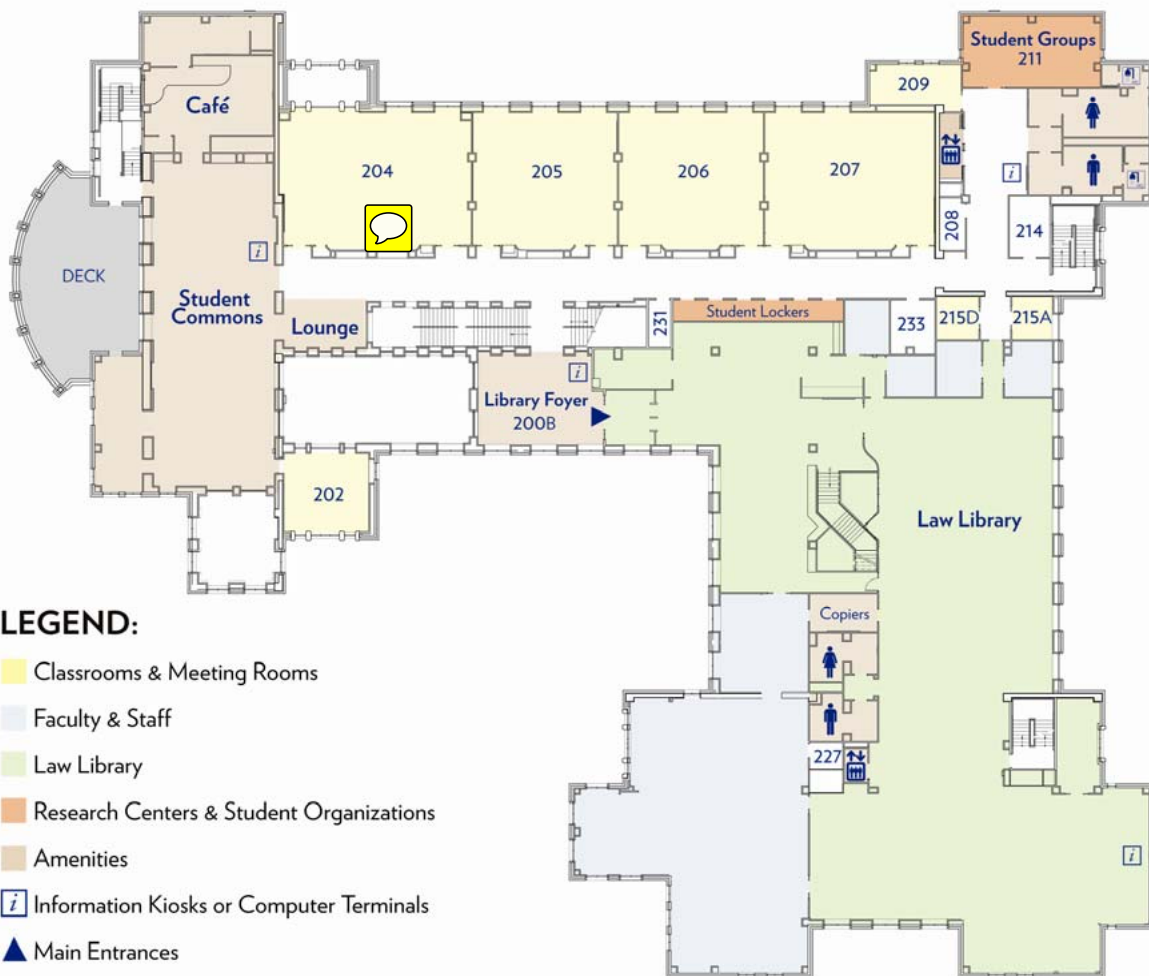 Student Groups
211
209
Café
204
205
206
207
208
214
DECK
Student
Commons
Lounge
231
Student Lockers
233
215D
215A
Library Foyer
200B
202
Law Library
Copiers
227
LEGEND:
Classrooms & Meeting Rooms
Faculty & Staff
Law Library
Research Centers & Student Organizations
Amenities
i Information Kiosks or Computer Terminals
Main Entrances